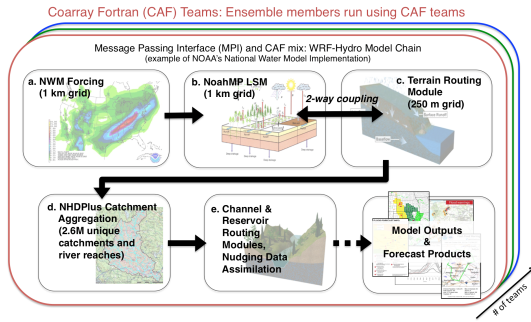 Coarray Fortran (CAF) Teams: Ensemble members run using CAF teams
Message Passing Interface (MPI) and CAF mix: WRF-Hydro Model Chain
(example of NOAA's National Water Model Implementation)
a. NWM Forcing
(1 km grid)
b. NoahMP LSM
(1 km grid)
2-way coupling
c. Terrain Routing
Module
(250 m grid)
d. NHDPlus Catchment
Aggregation
(2.6M unique
catchments and
river reaches)
e. Channel &
Reservoir
Routing
Modules,
Nudging Data
Assimilation
Model Outputs
&
Forecast Products
# of teams